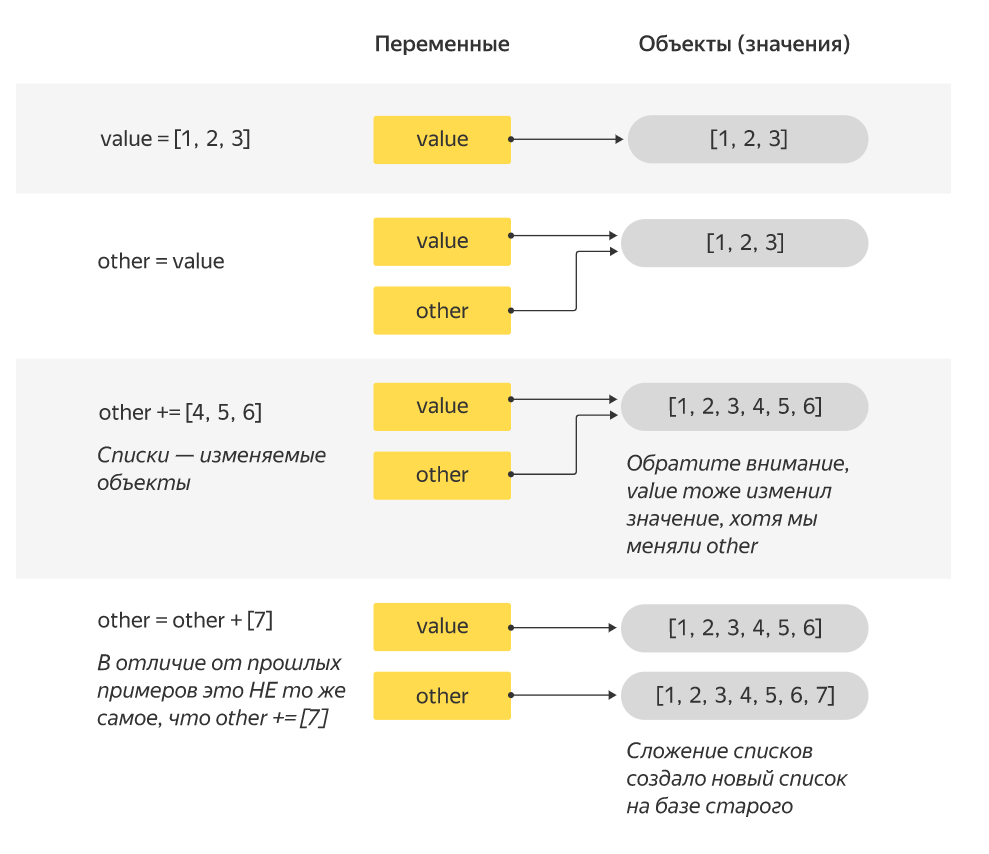 Переменные
Объекты (значения)
value = [1, 2, 3]
value
[1, 2, 3]
other = value
value
[1, 2, 3]
other
other += [4, 5, 6]
Списки — изменяемые
объекты
value
[1, 2, 3, 4, 5, 6]
other
Обратите внимание,
value тоже изменил
значение, хотя мы
меняли other
other = other + [7]
В отличие от прошлых
примеров это НЕ то же
самое, что other += [7]
value
[1, 2, 3, 4, 5, 6]
other
[1, 2, 3, 4, 5, 6, 7]
Сложение списков
создало новый список
на базе старого